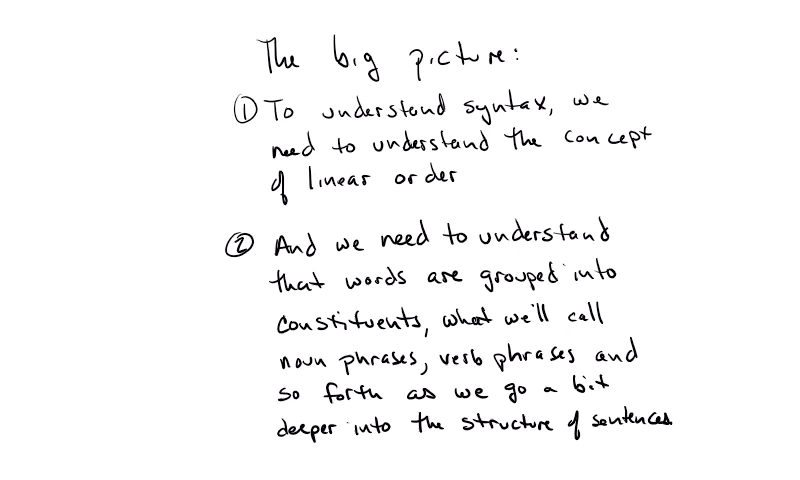 The big picture:
① To understand syntax, we
need to understand the concept
of linear order
② And we need to understand
that words are grouped into
constituents, what we'll call
noun phrases, verb phrases and
so forth as we go a bit
deeper into the structure of sentences.